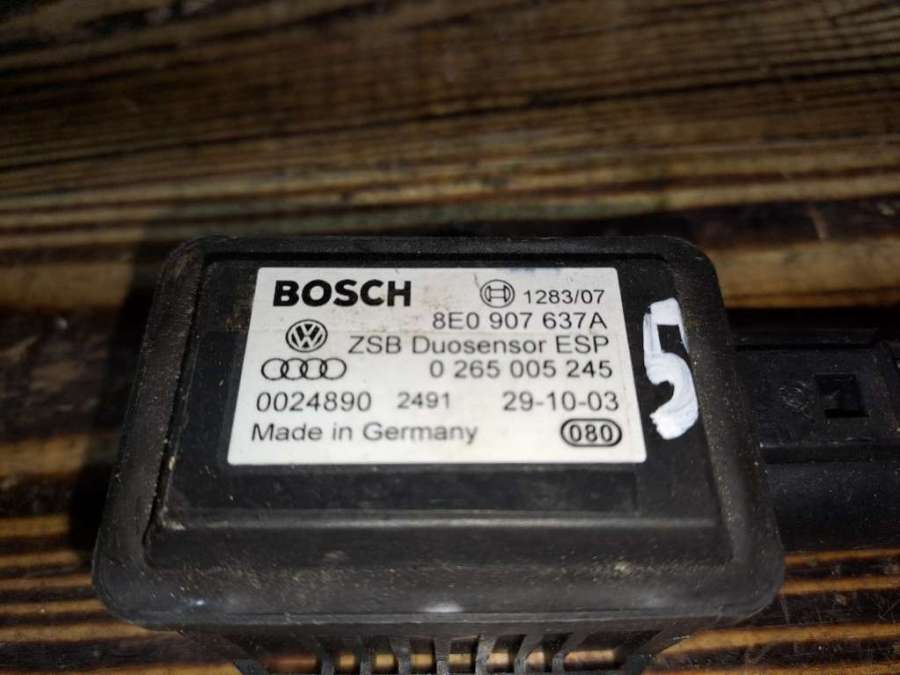 BOSCH 1283/07
8E0 907 637A
ZSB Duosensor ESP
0 265 005 245
0024890 2491 29-10-03
Made in Germany 080
5